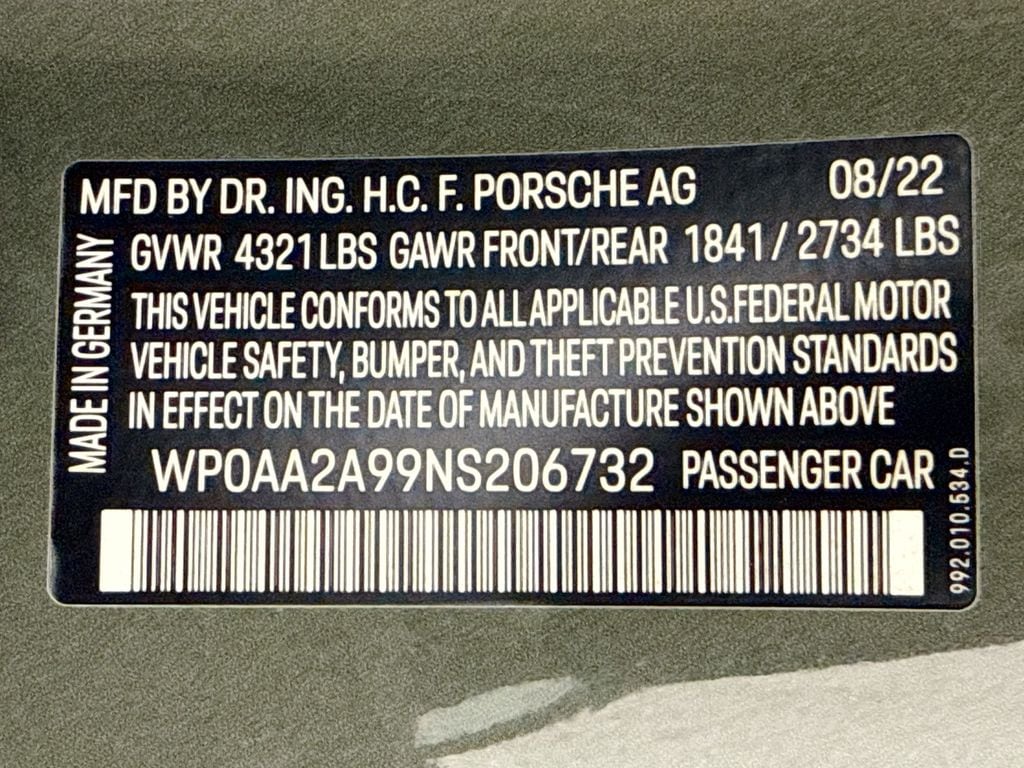 MFD BY DR. ING. H.C. F. PORSCHE AG 08/22
GVWR 4321 LBS GAWR FRONT/REAR 1841 / 2734 LBS
THIS VEHICLE CONFORMS TO ALL APPLICABLE U.S. FEDERAL MOTOR
VEHICLE SAFETY, BUMPER, AND THEFT PREVENTION STANDARDS
IN EFFECT ON THE DATE OF MANUFACTURE SHOWN ABOVE
WP0AA2A99NS206732 PASSENGER CAR
MADE IN GERMANY
992.010.534.D